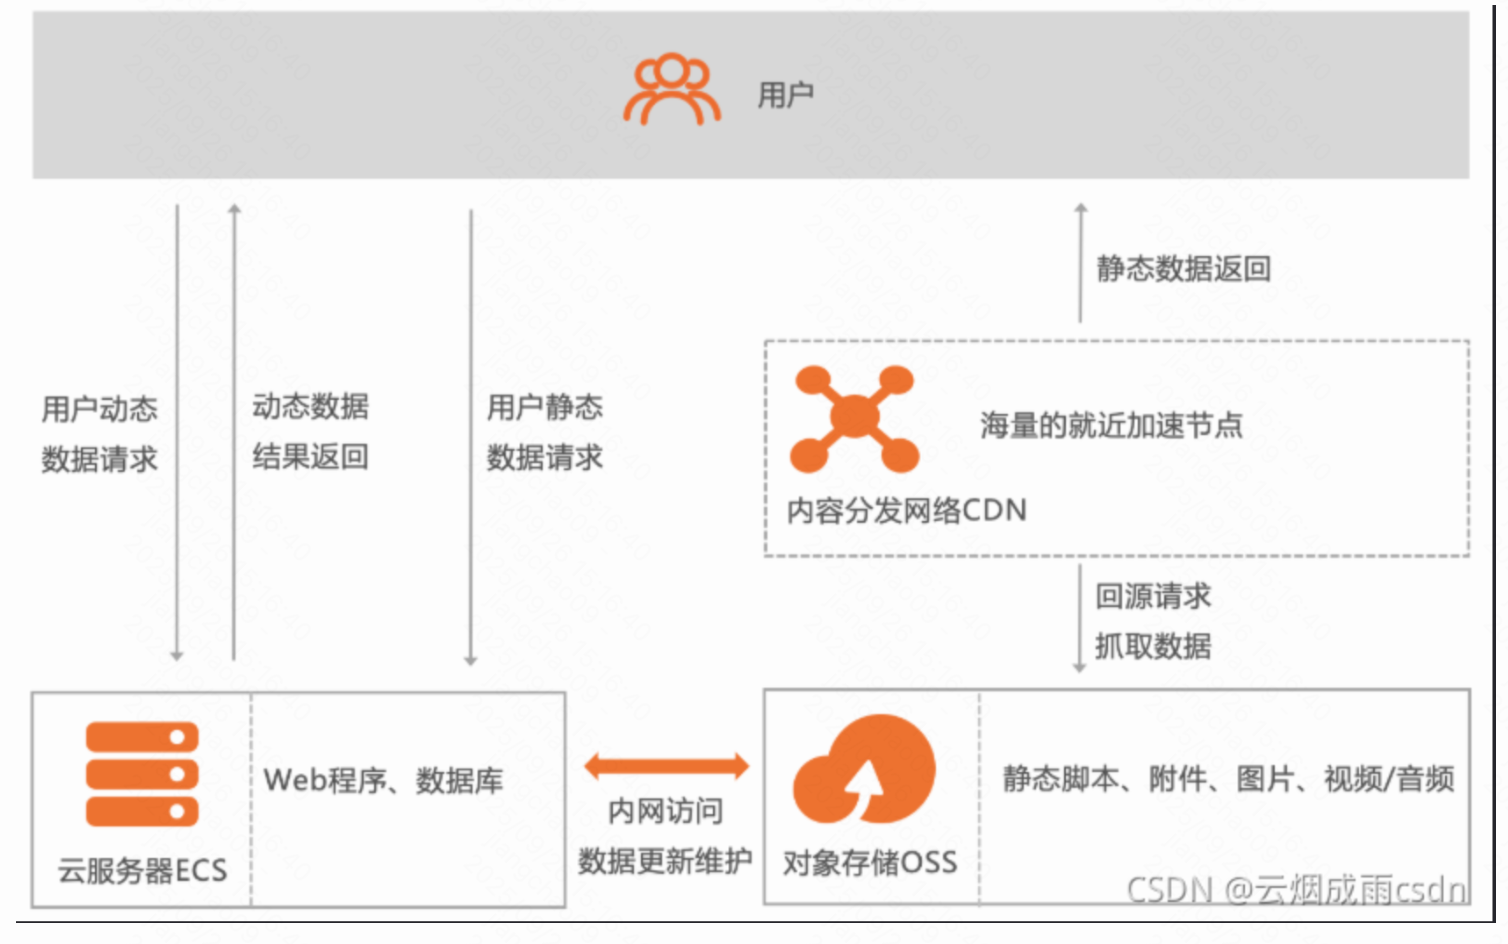 用户
静态数据返回
用户动态
数据请求
动态数据
结果返回
用户静态
数据请求
海量的就近加速节点
内容分发网络CDN
回源请求
抓取数据
Web程序、数据库
云服务器ECS
内网访问
数据更新维护
静态脚本、附件、图片、视频/音频
对象存储OSS
CSDN @云烟成雨csdn